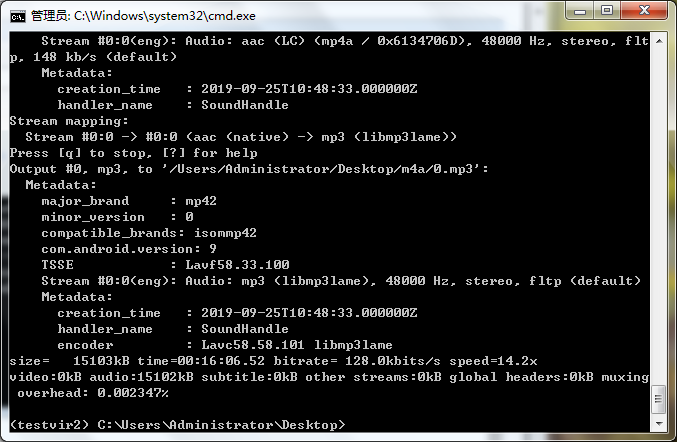 管理员: C:\Windows\system32\cmd.exe
Stream #0:0(eng): Audio: aac (LC) (mp4a / 0x6134706D), 48000 Hz, stereo, flt
p, 148 kb/s (default)
Metadata:
creation_time   : 2019-09-25T10:48:33.000000Z
handler_name    : SoundHandle
Stream mapping:
Stream #0:0 -> #0:0 (aac (native) -> mp3 (libmp3lame))
Press [q] to stop, [?] for help
Output #0, mp3, to '/Users/Administrator/Desktop/m4a/0.mp3':
Metadata:
major_brand     : mp42
minor_version   : 0
compatible_brands: isommp42
com.android.version: 9
TSSE            : Lavf58.33.100
Stream #0:0(eng): Audio: mp3 (libmp3lame), 48000 Hz, stereo, fltp (default)
Metadata:
creation_time   : 2019-09-25T10:48:33.000000Z
handler_name    : SoundHandle
encoder         : Lavc58.58.101 libmp3lame
size=   15103kB time=00:16:06.52 bitrate= 128.0kbits/s speed=14.2x
video:0kB audio:15102kB subtitle:0kB other streams:0kB global headers:0kB muxing
overhead: 0.002347%
(testvir2) C:\Users\Administrator\Desktop>